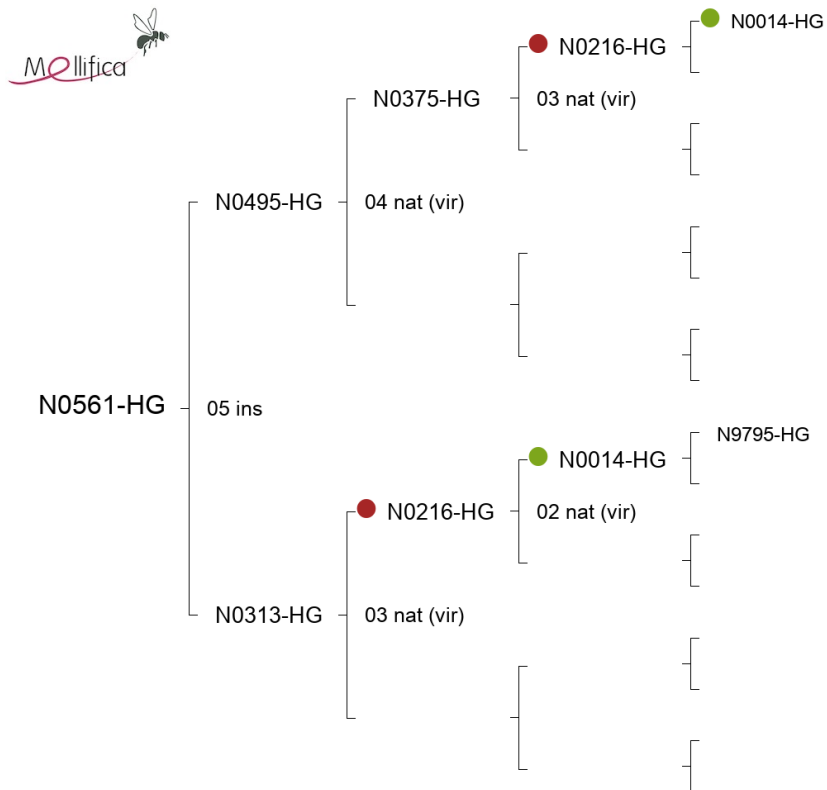 Mellifica
N0014-HG
N0216-HG
N0375-HG
03 nat (vir)
N0495-HG
04 nat (vir)
N0561-HG
05 ins
N9795-HG
N0014-HG
N0216-HG
02 nat (vir)
N0313-HG
03 nat (vir)